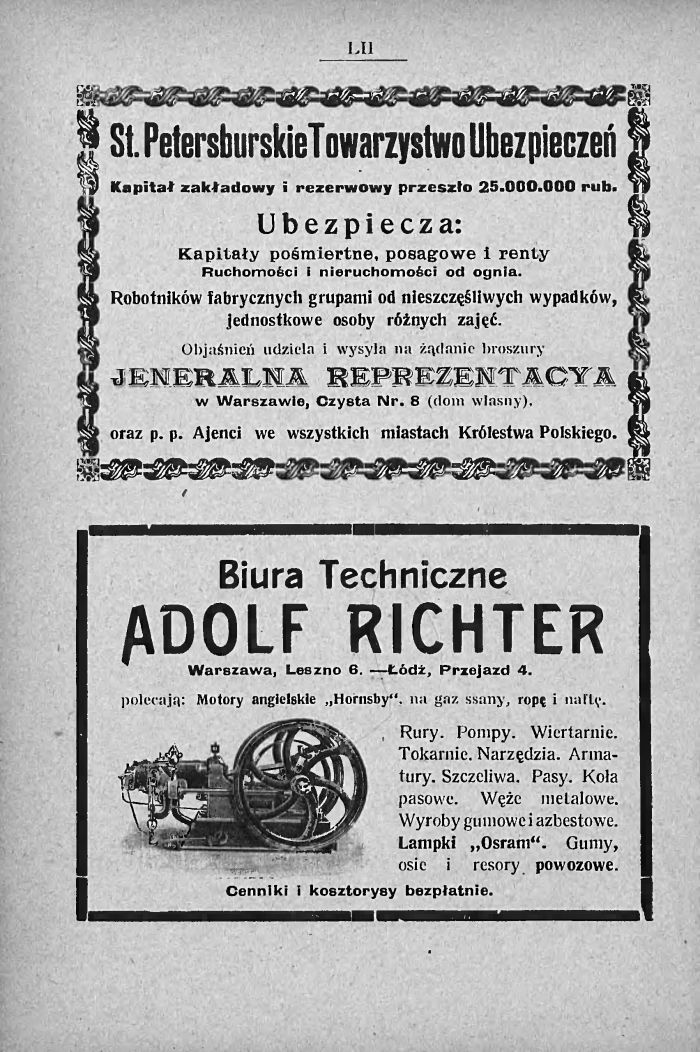 LII
St. Petersburskie Towarzystwo Ubezpieczeń
Kapitał zakładowy i rezerwowy przeszło 25.000.000 rub.
Ubezpiecza:
Kapitały pośmiertne, posagowe i renty
Ruchomości i nieruchomości od ognia.
Robotników fabrycznych grupami od nieszczęśliwych wypadków,
jednostkowe osoby różnych zajęć.
Objaśnień udziela i wysyła na żądanie broszury
JENERALNA REPREZENTACYA
w Warszawie, Czysta Nr. 8 (dom własny),
oraz p. p. Ajenci we wszystkich miastach Królestwa Polskiego.
Biura Techniczne
ADOLF RICHTER
Warszawa, Leszno 6. — Łódź, Przejazd 4.
polecają: Motory angielskie „Hornsby“. na gaz ssany, ropę i naftę.
Rury. Pompy. Wiertarnie.
Tokarnie. Narzędzia. Arma-
tury. Szczeliwa. Pasy. Koła
pasowe. Węże metalowe.
Wyroby gumowe i azbestowe.
Lampki „Osram“. Gumy,
osie i resory powozowe.
Cenniki i kosztorysy bezpłatnie.